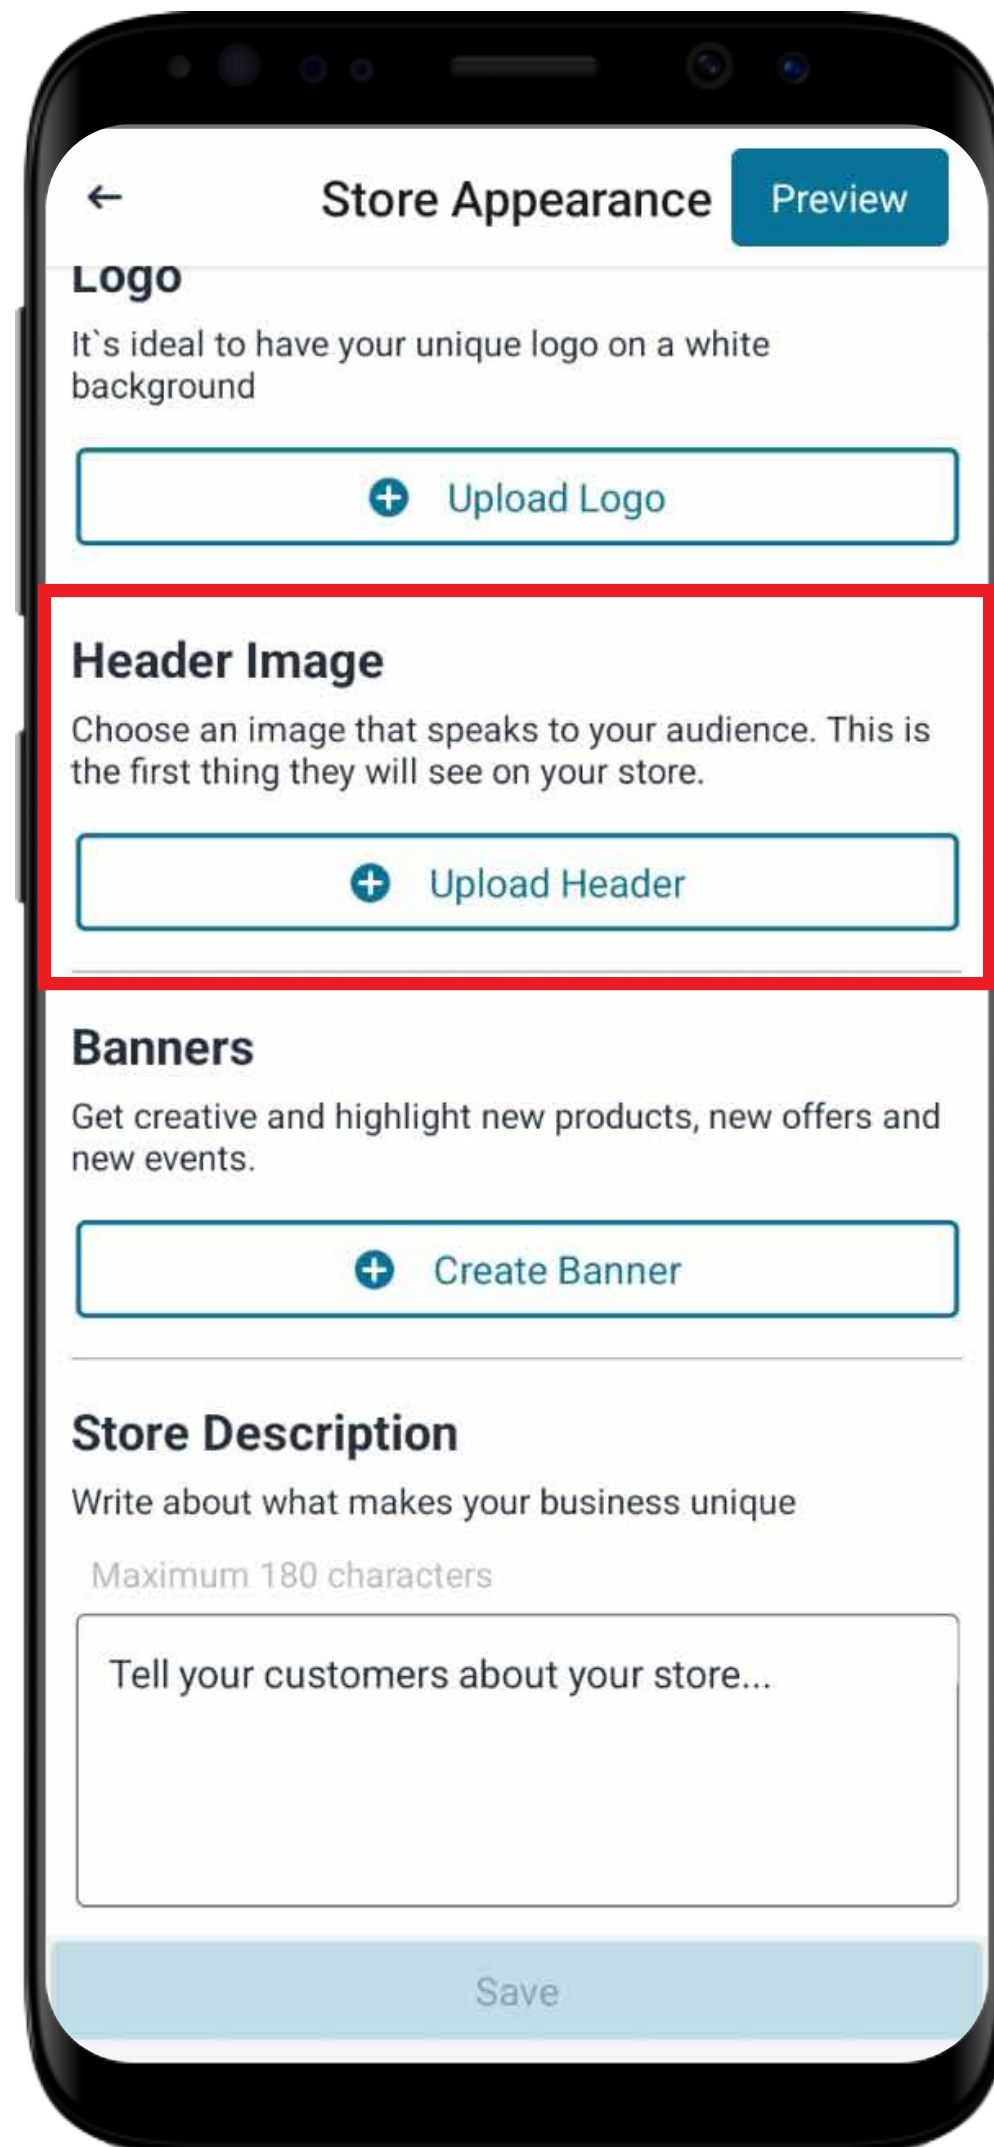 Store Appearance
Preview
Logo
It`s ideal to have your unique logo on a white
background
Upload Logo
Header Image
Choose an image that speaks to your audience. This is
the first thing they will see on your store.
Upload Header
Banners
Get creative and highlight new products, new offers and
new events.
Create Banner
Store Description
Write about what makes your business unique
Maximum 180 characters
Tell your customers about your store...
Save